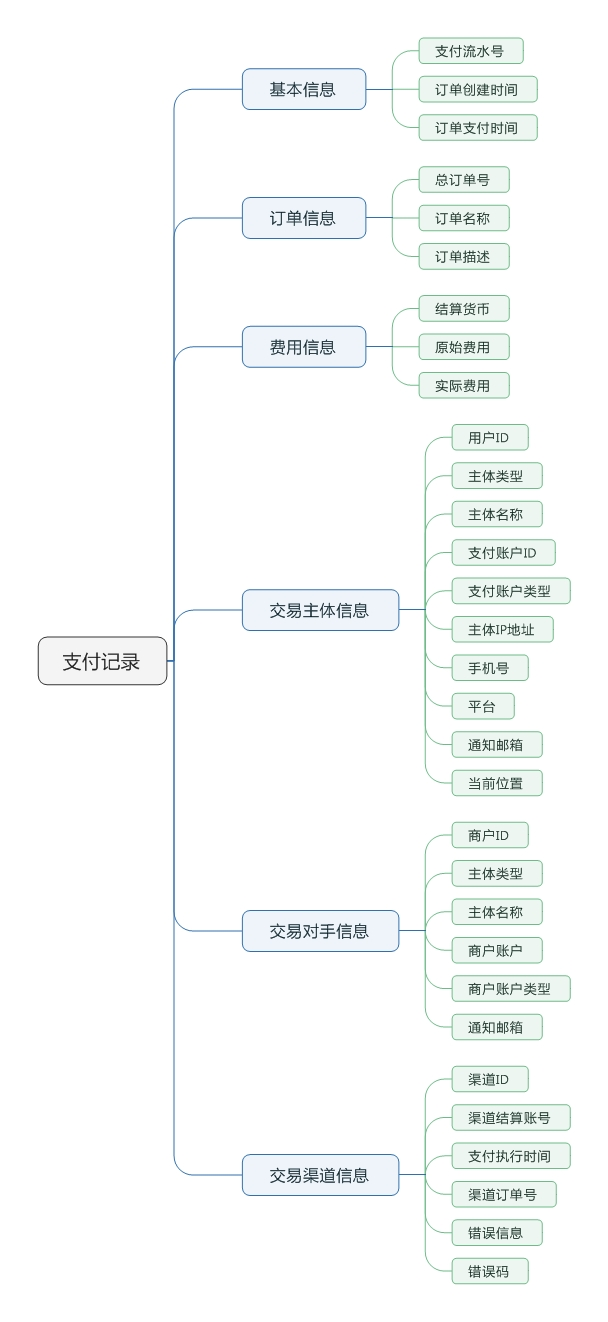 支付记录
基本信息
支付流水号
订单创建时间
订单支付时间
订单信息
总订单号
订单名称
订单描述
费用信息
结算货币
原始费用
实际费用
交易主体信息
用户ID
主体类型
主体名称
支付账户ID
支付账户类型
主体IP地址
手机号
平台
通知邮箱
当前位置
交易对手信息
商户ID
主体类型
主体名称
商户账户
商户账户类型
通知邮箱
交易渠道信息
渠道ID
渠道结算账号
支付执行时间
渠道订单号
错误信息
错误码